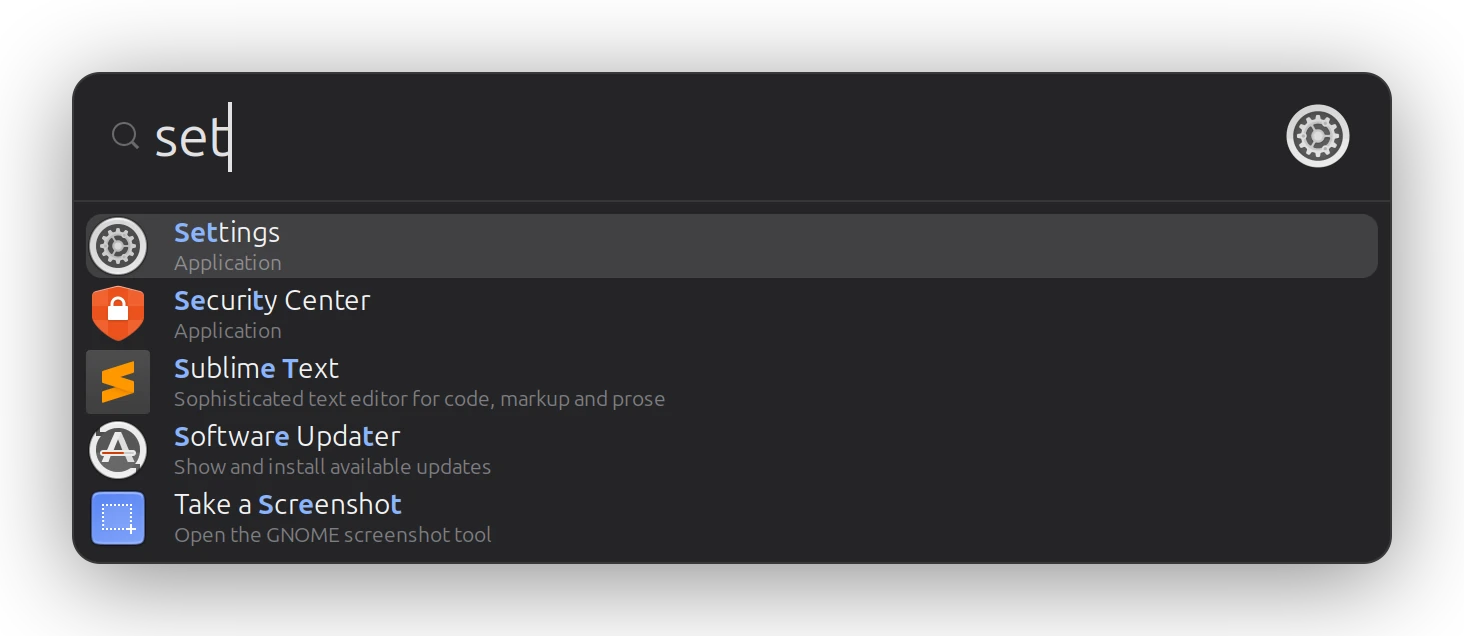 set
Settings
Application
Security Center
Application
Sublime Text
Sophisticated text editor for code, markup and prose
Software Updater
Show and install available updates
Take a Screenshot
Open the GNOME screenshot tool